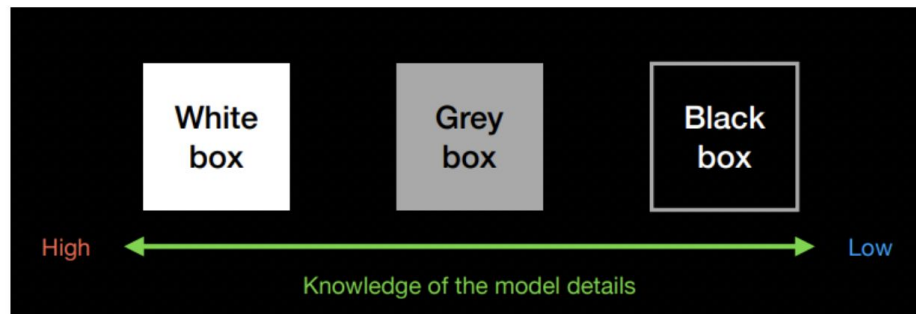 White
box
Grey
box
Black
box
High
Low
Knowledge of the model details